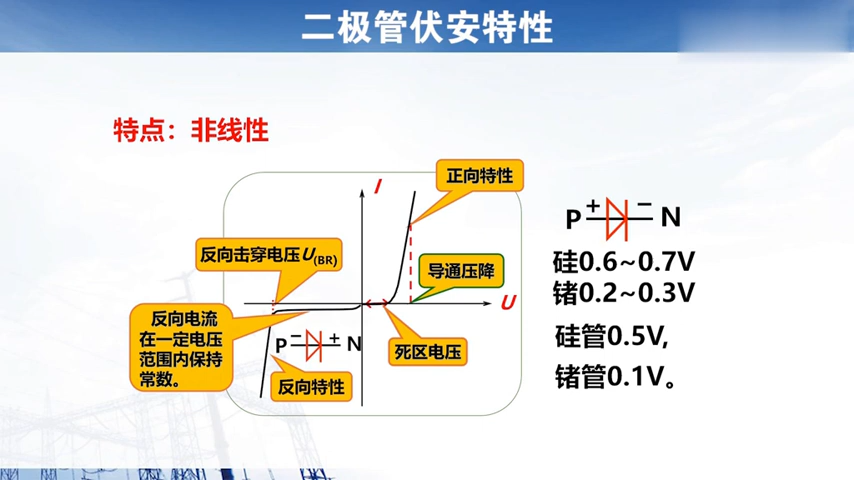 二极管伏安特性
特点：非线性
I
正向特性
反向击穿电压U(BR)
导通压降
U
反向电流
在一定电压
范围内保持
常数。
P − + N
死区电压
反向特性
P + − N
硅0.6~0.7V
锗0.2~0.3V
硅管0.5V,
锗管0.1V。